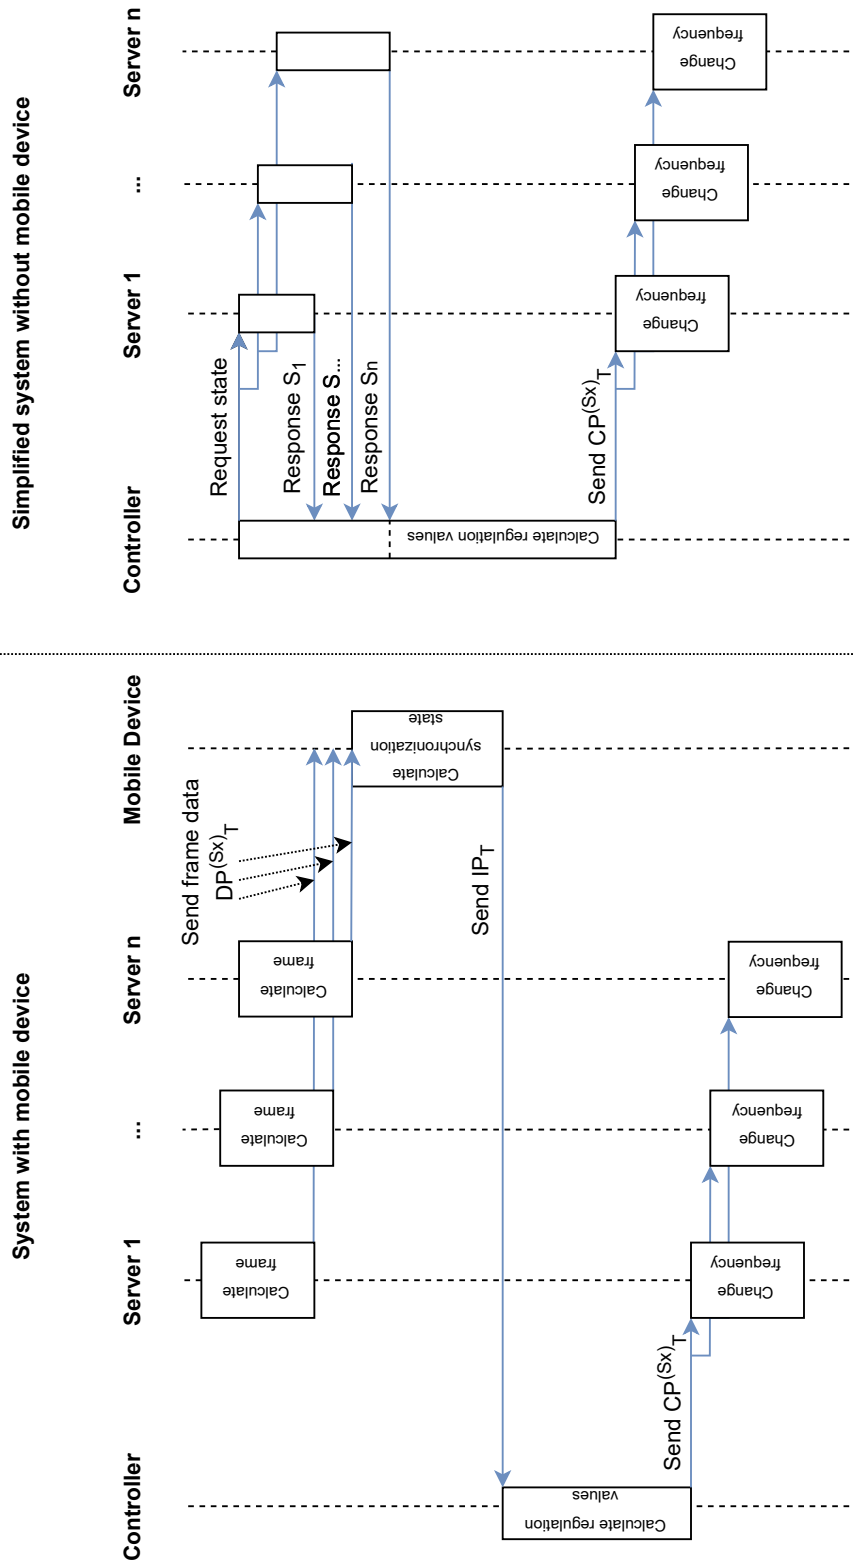 System with mobile device
Controller
Server 1
...
Server n
Mobile Device
Calculate
frame
Calculate
frame
Calculate
frame
Send frame data
DP(Sx)T
Calculate
synchronization
state
Send IPT
Calculate regulation
values
Send CP(Sx)T
Change
frequency
Change
frequency
Change
frequency
Simplified system without mobile device
Controller
Server 1
...
Server n
Request state
Response S1
Response S...
Response Sn
Calculate regulation values
Send CP(Sx)T
Change
frequency
Change
frequency
Change
frequency